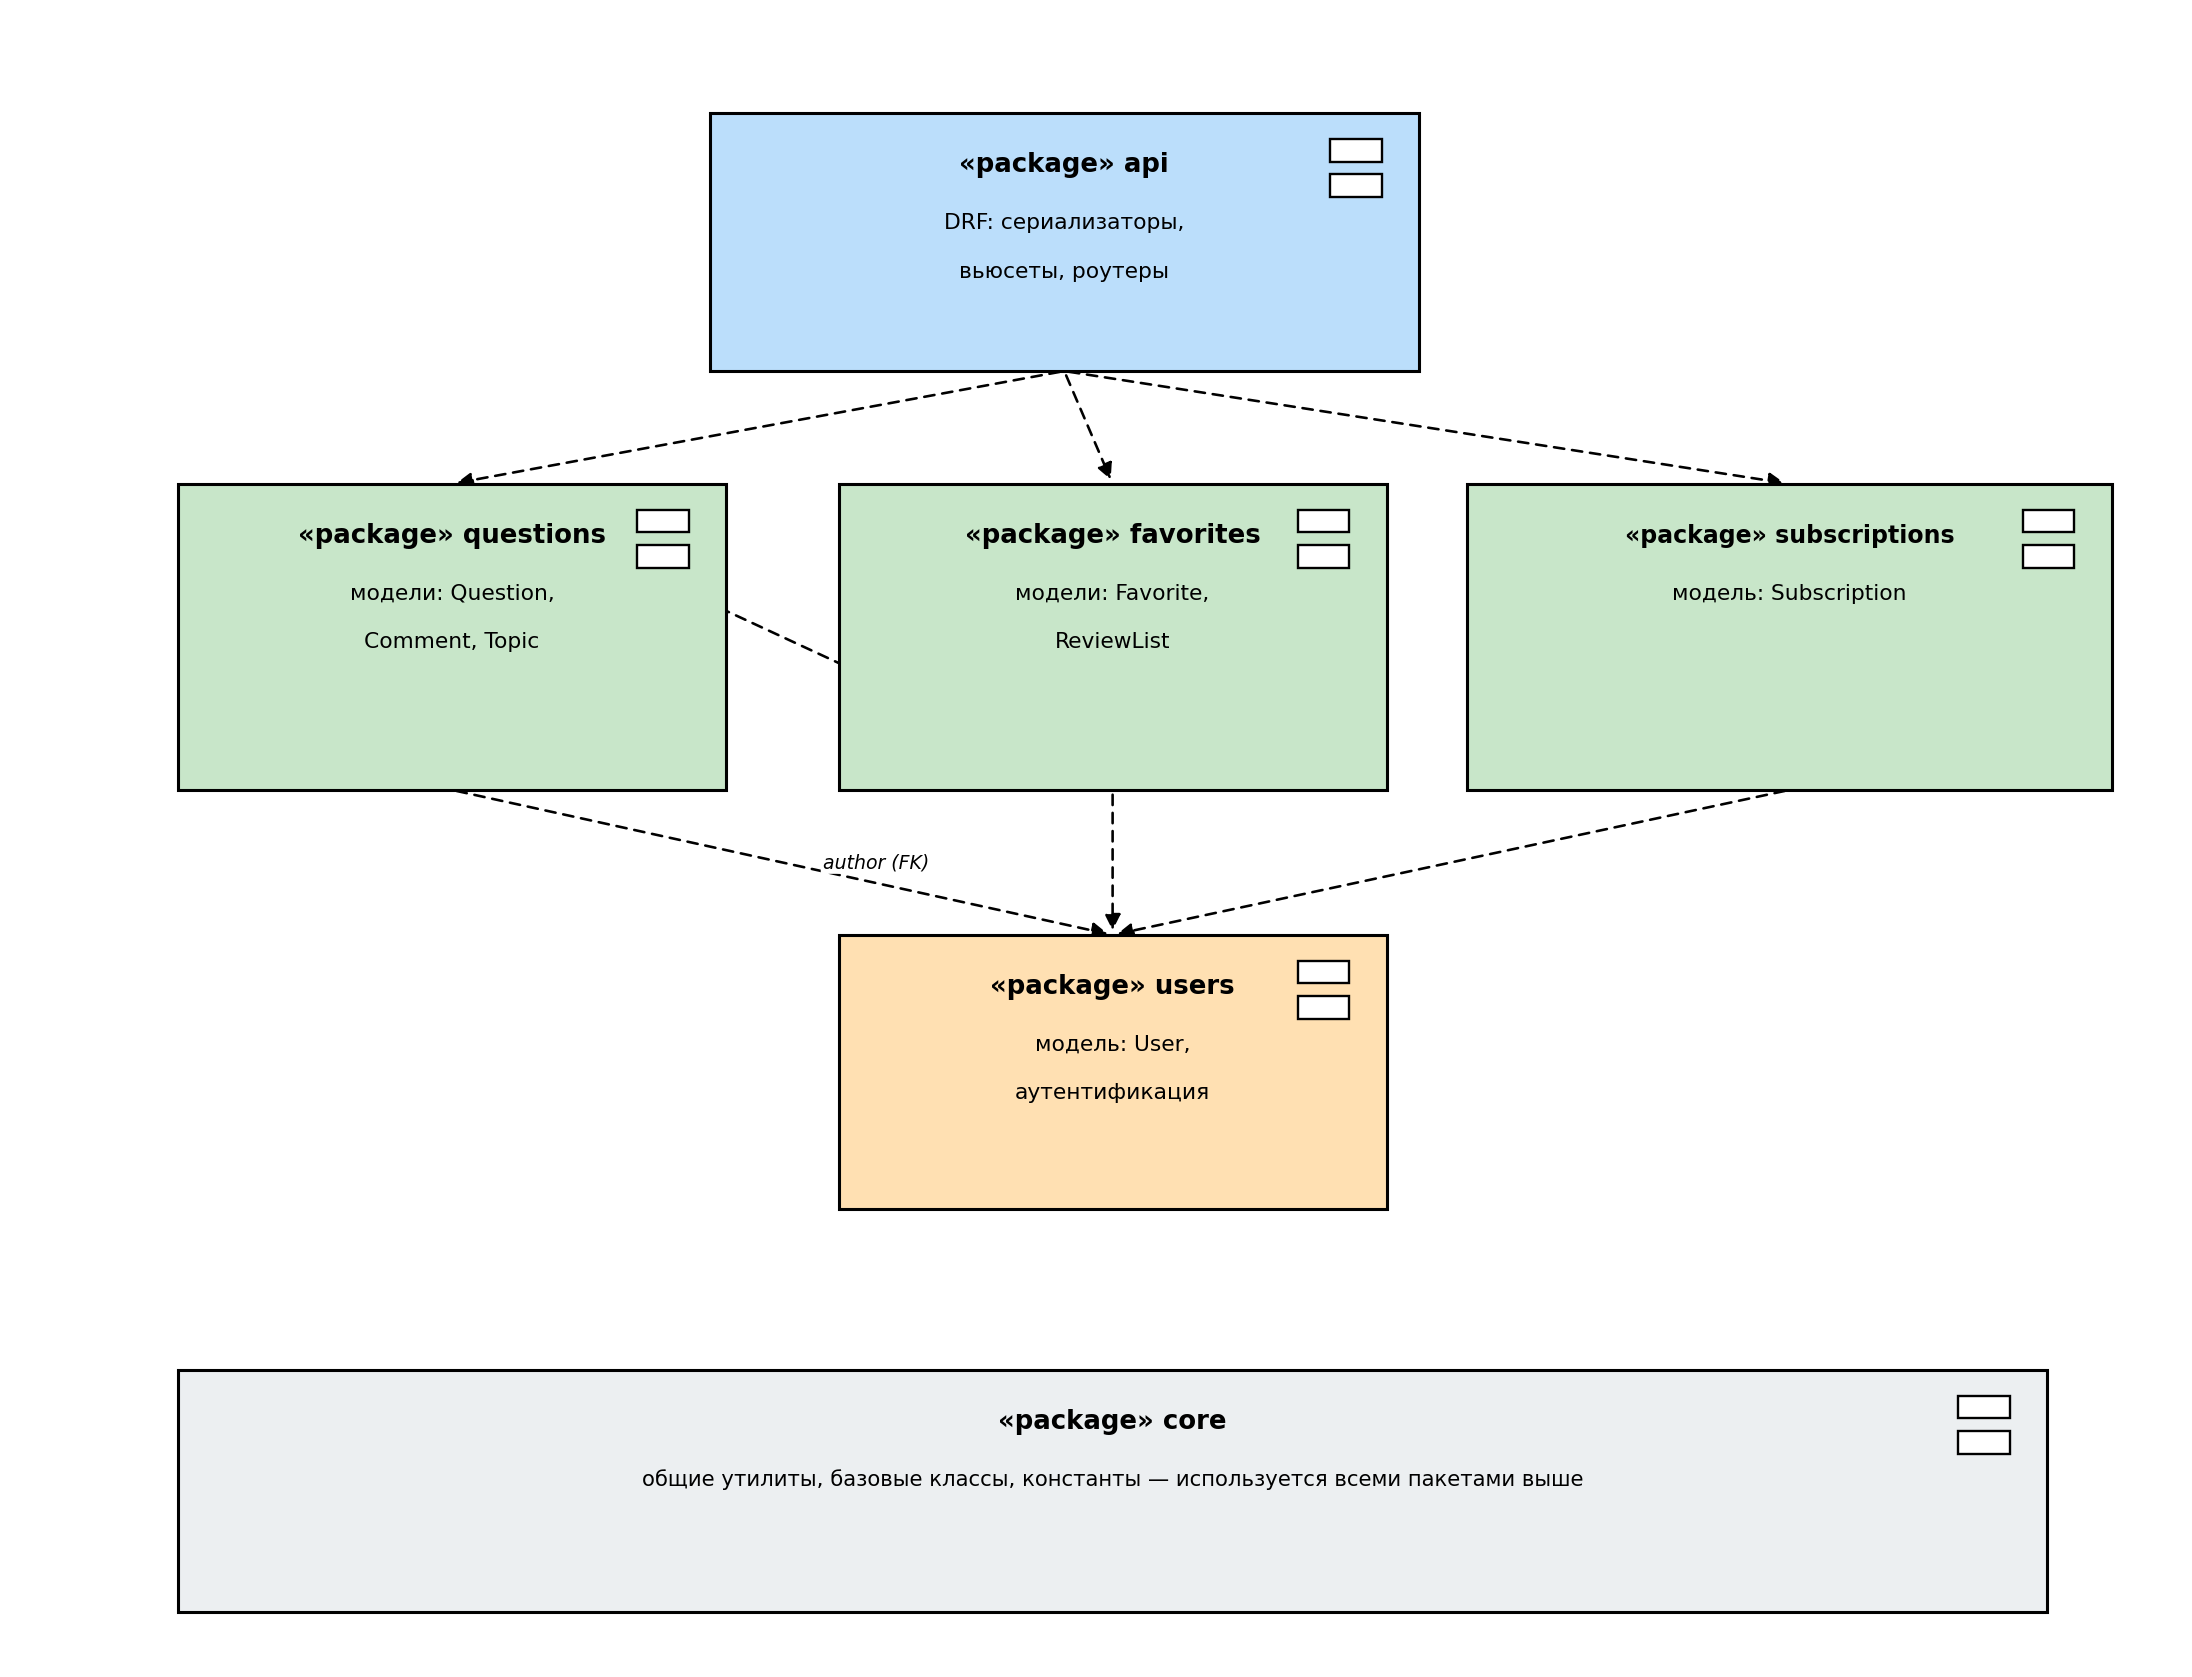 «package» api
DRF: сериализаторы,
вьюсеты, роутеры
«package» questions
модели: Question,
Comment, Topic
«package» favorites
модели: Favorite,
ReviewList
«package» subscriptions
модель: Subscription
author (FK)
«package» users
модель: User,
аутентификация
«package» core
общие утилиты, базовые классы, константы — используется всеми пакетами выше